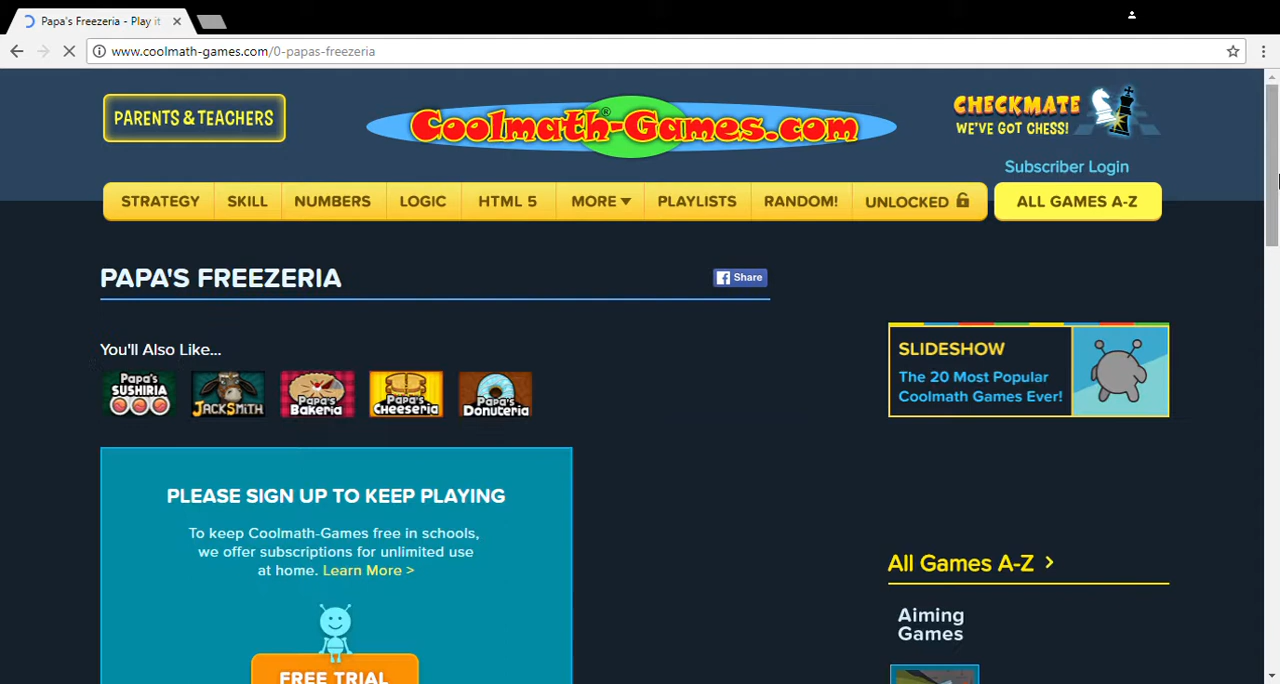 Papa's Freezeria - Play it
www.coolmath-games.com/0-papas-freezeria
PARENTS & TEACHERS
Coolmath-Games.com
CHECKMATE
WE'VE GOT CHESS!
Subscriber Login
STRATEGY SKILL NUMBERS LOGIC HTML 5 MORE PLAYLISTS RANDOM! UNLOCKED ALL GAMES A-Z
PAPA'S FREEZERIA
Share
You'll Also Like...
Papa's
SUSHIRIA
JACKSMITH
Papa's
Bakeria
Papa's
Cheeseria
Papa's
Donuteria
SLIDESHOW
The 20 Most Popular
Coolmath Games Ever!
PLEASE SIGN UP TO KEEP PLAYING
To keep Coolmath-Games free in schools,
we offer subscriptions for unlimited use
at home. Learn More >
FREE TRIAL
All Games A-Z >
Aiming
Games